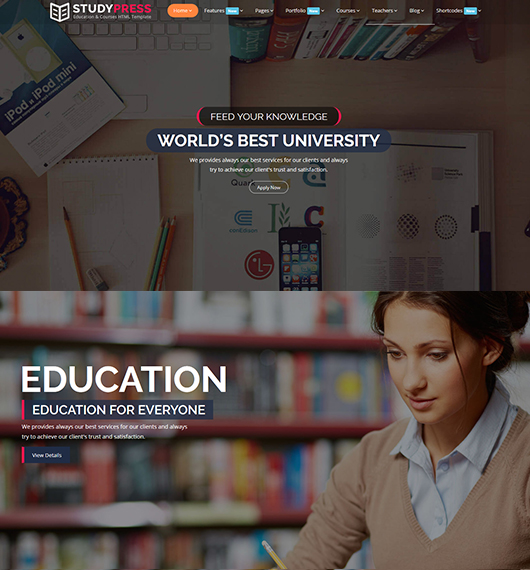 STUDYPRESS
Education & Courses HTML Template
Home Features New Pages Portfolio New Courses Teachers Blog Shortcodes New
iPod x iPod mini
FEED YOUR KNOWLEDGE
WORLD'S BEST UNIVERSITY
We provides always our best services for our clients and always
try to achieve our client's trust and satisfaction.
Apply Now
LG
EDUCATION
EDUCATION FOR EVERYONE
We provides always our best services for our clients and always
try to achieve our client's trust and satisfaction.
View Details